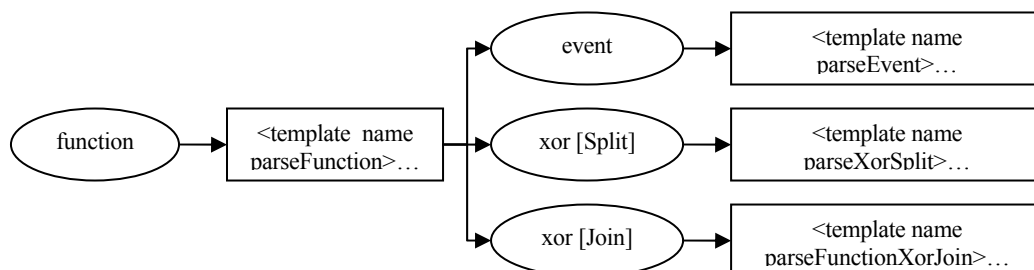 event
<template name
parseEvent>…
function
<template name
parseFunction>…
xor [Split]
<template name
parseXorSplit>…
xor [Join]
<template name
parseFunctionXorJoin>…